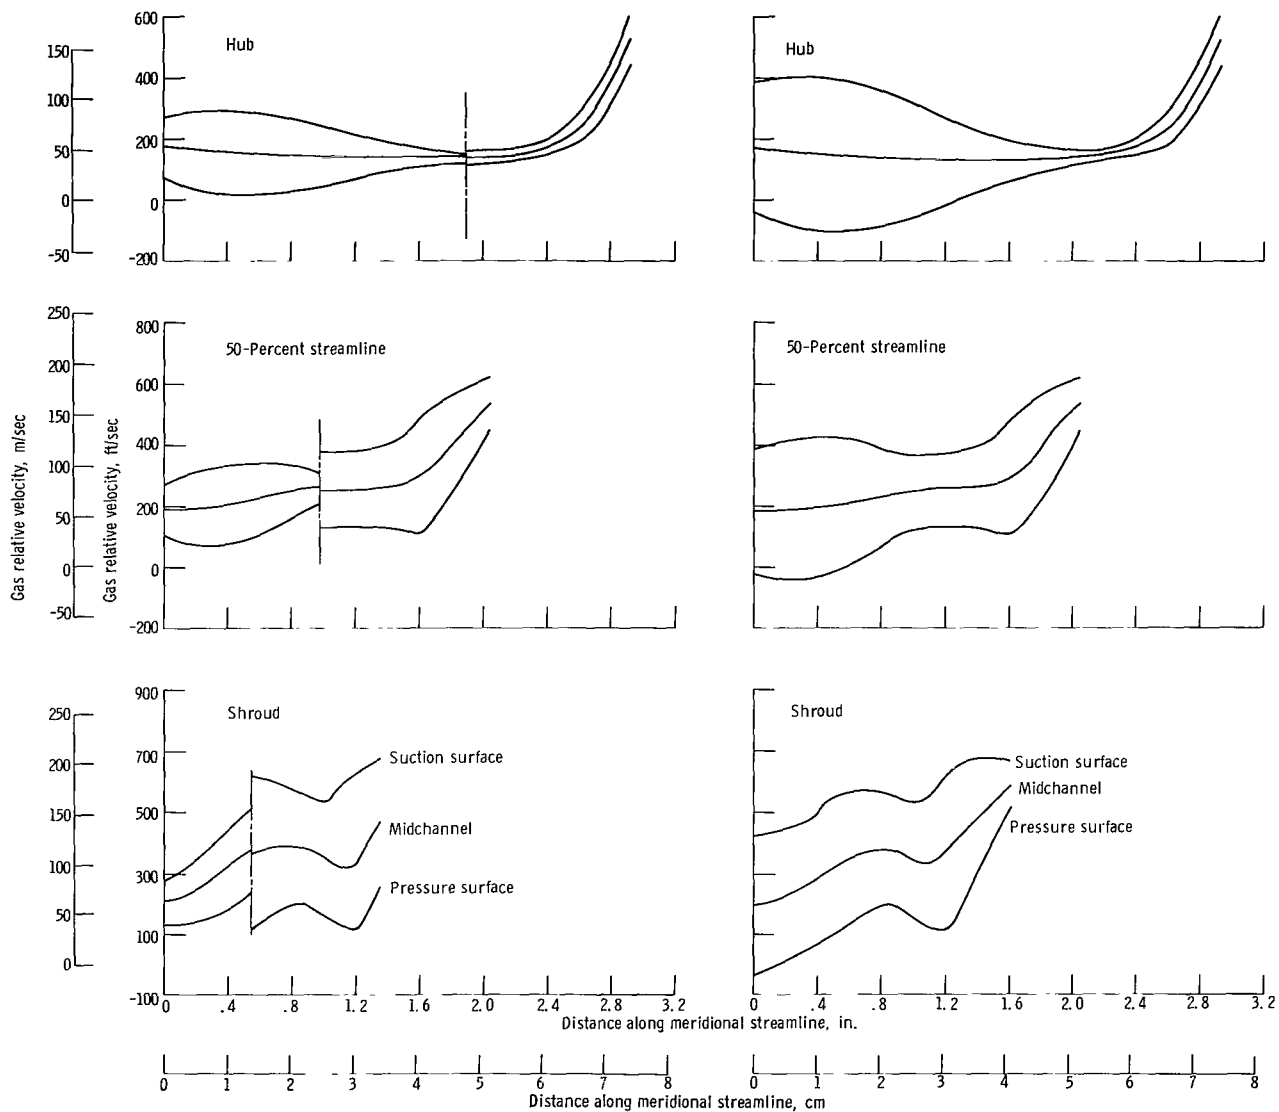 600
400
200
0
-200
150
100
50
0
-50
Hub
Hub
800
600
400
200
0
-200
250
200
150
100
50
0
-50
50-Percent streamline
50-Percent streamline
Gas relative velocity, m/sec
Gas relative velocity, ft/sec
900
700
500
300
100
-100
250
200
150
100
50
0
Shroud
Suction surface
Midchannel
Pressure surface
Shroud
Suction surface
Midchannel
Pressure surface
0 .4 .8 1.2 1.6 2.0 2.4 2.8 3.2
0 .4 .8 1.2 1.6 2.0 2.4 2.8 3.2
Distance along meridional streamline, in.
0 1 2 3 4 5 6 7 8
0 1 2 3 4 5 6 7 8
Distance along meridional streamline, cm